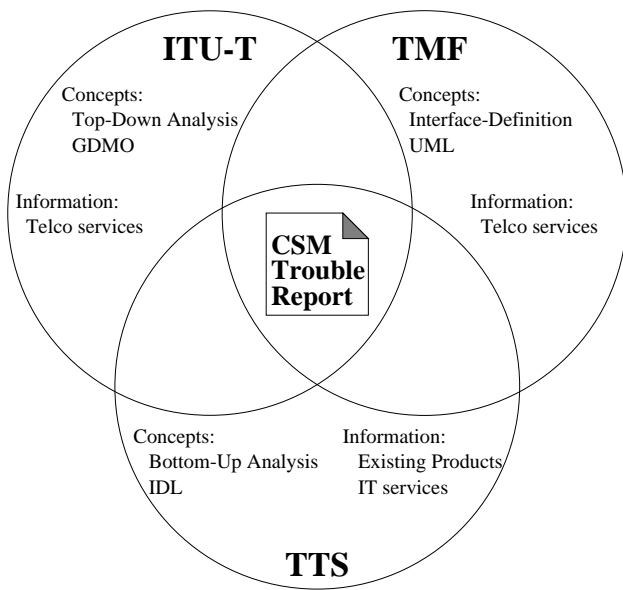 ITU-T
TMF
Concepts:
Top-Down Analysis
GDMO
Information:
Telco services
Concepts:
Interface-Definition
UML
Information:
Telco services
CSM
Trouble
Report
Concepts:
Bottom-Up Analysis
IDL
Information:
Existing Products
IT services
TTS